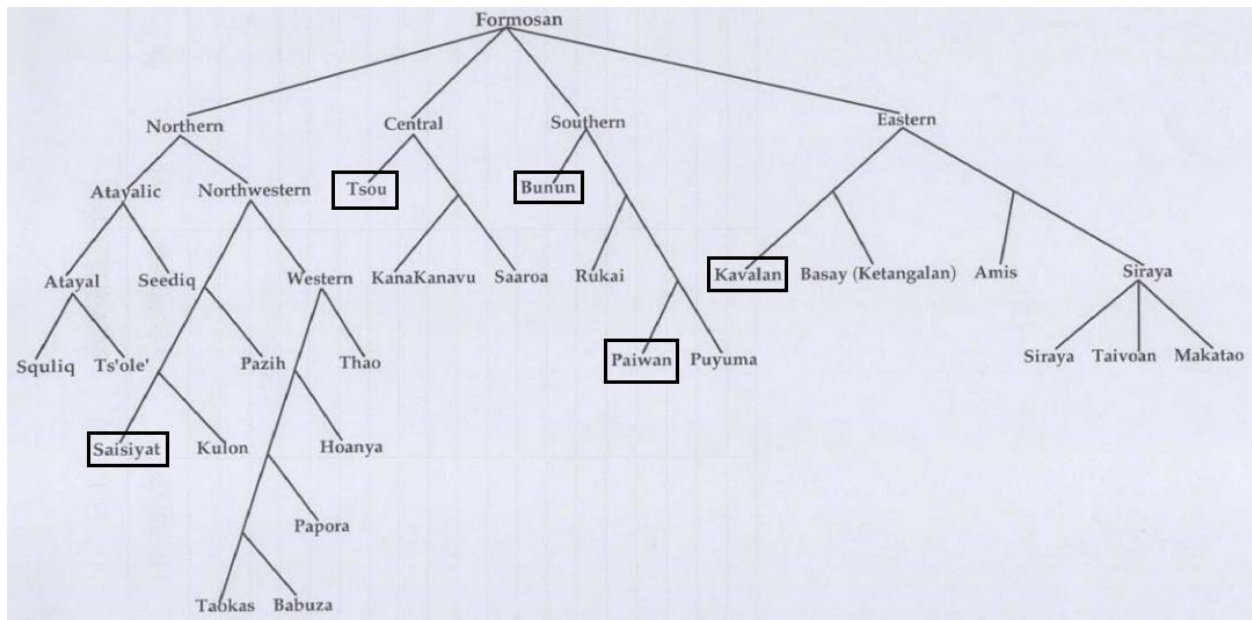 Formosan
Northern Central Southern Eastern
Atayalic Northwestern Tsou Bunun
Atayal Seediq Western KanaKanavu Saaroa Rukai Kavalan Basay (Ketangalan) Amis Siraya
Squliq Ts'ole' Pazih Thao Paiwan Puyuma Siraya Taivoan Makatao
Saisiyat Kulon Hoanya
Papora
Taokas Babuza